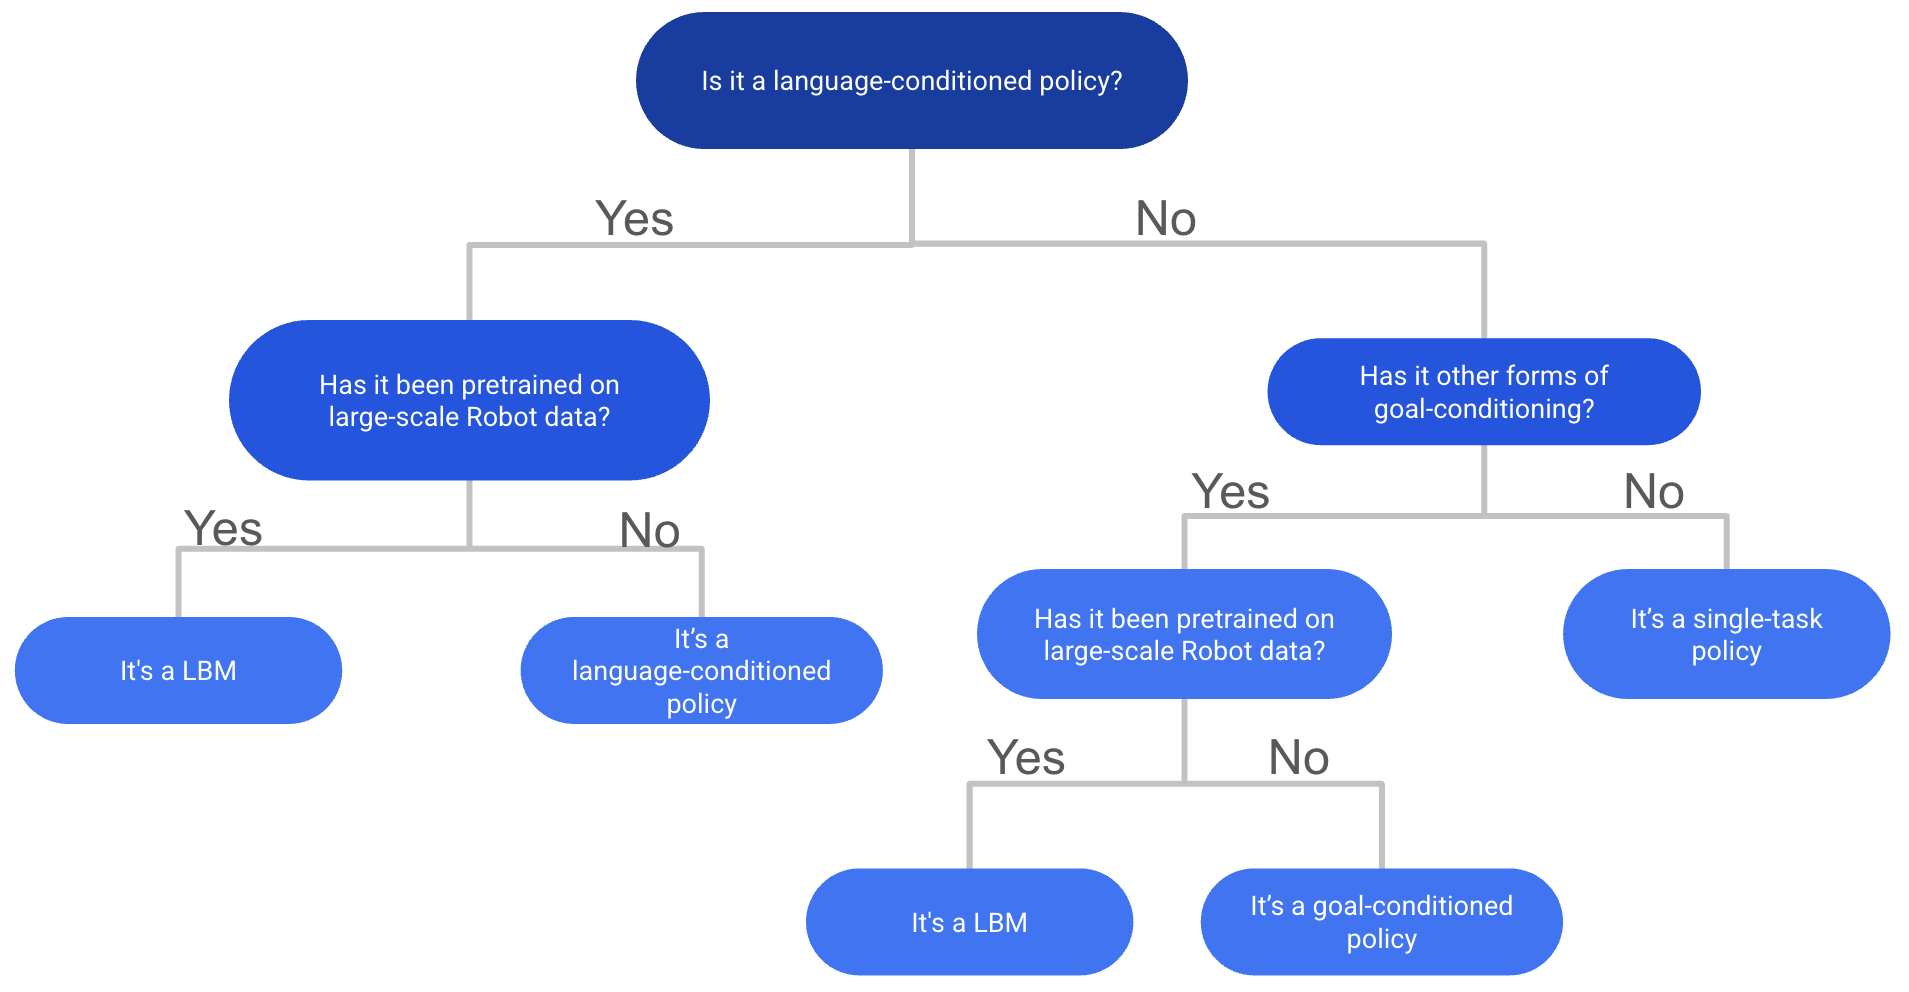 Is it a language-conditioned policy?
Yes
No
Has it been pretrained on
large-scale Robot data?
Has it other forms of
goal-conditioning?
Yes
No
Yes
No
It's a LBM
It’s a
language-conditioned
policy
Has it been pretrained on
large-scale Robot data?
It’s a single-task
policy
Yes
No
It's a LBM
It’s a goal-conditioned
policy